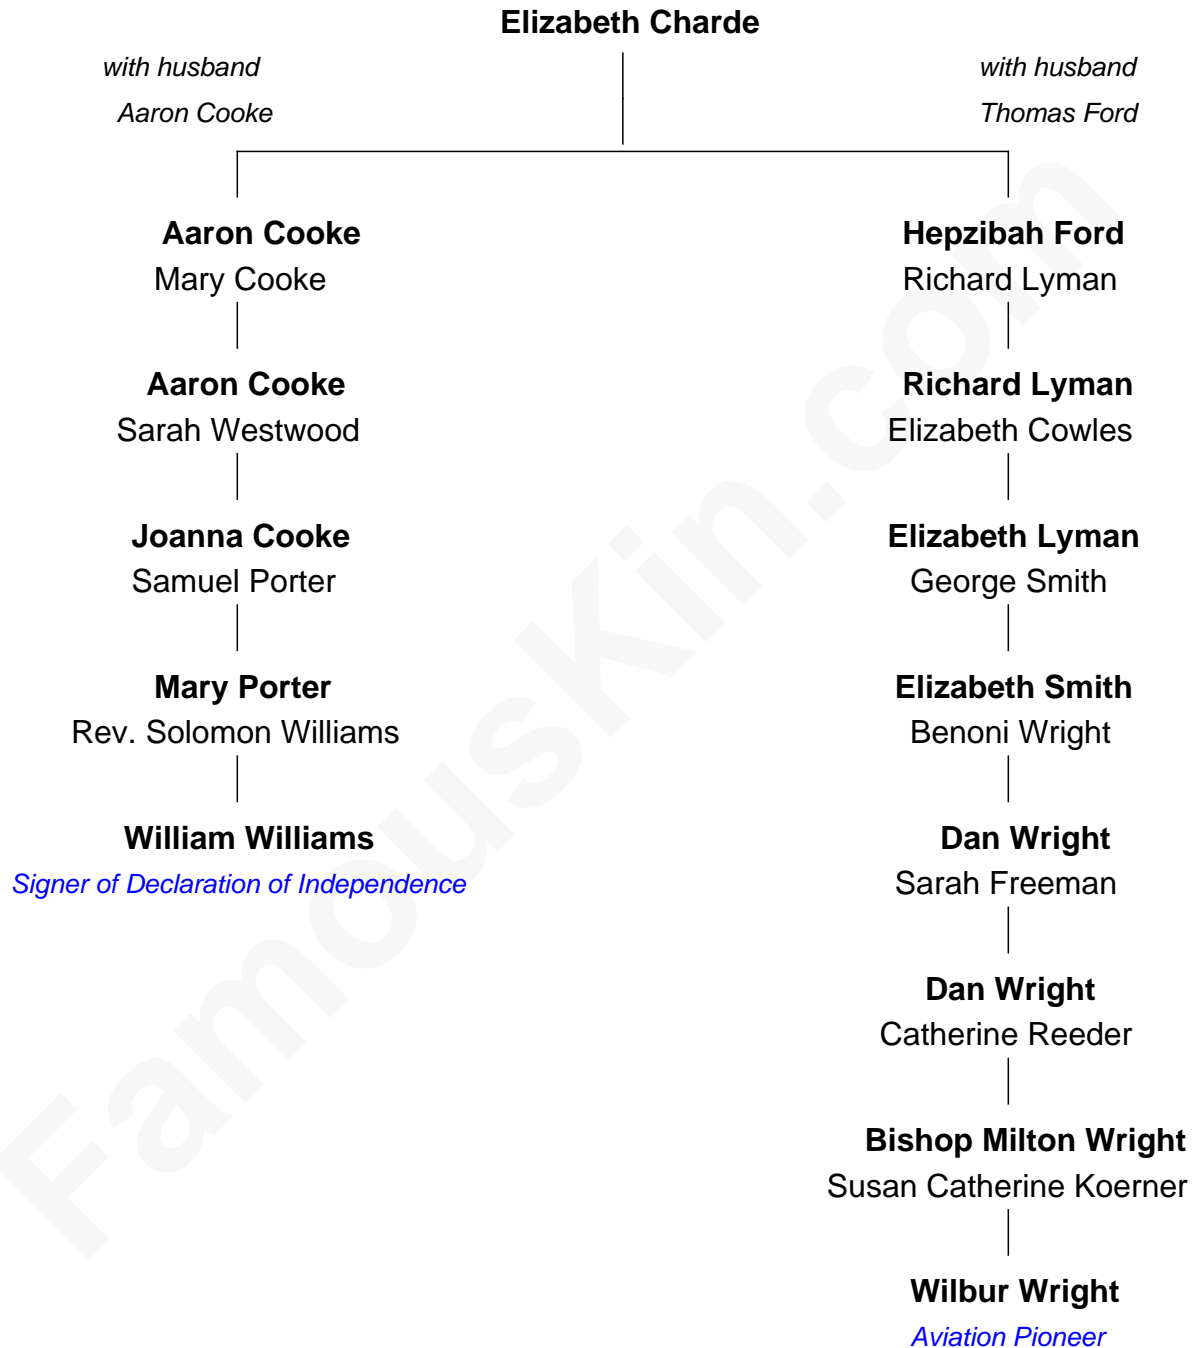 Elizabeth Charde
with husband
Aaron Cooke
with husband
Thomas Ford
Aaron Cooke
Mary Cooke
Aaron Cooke
Sarah Westwood
Joanna Cooke
Samuel Porter
Mary Porter
Rev. Solomon Williams
William Williams
Signer of Declaration of Independence
Hepzibah Ford
Richard Lyman
Richard Lyman
Elizabeth Cowles
Elizabeth Lyman
George Smith
Elizabeth Smith
Benoni Wright
Dan Wright
Sarah Freeman
Dan Wright
Catherine Reeder
Bishop Milton Wright
Susan Catherine Koerner
Wilbur Wright
Aviation Pioneer
FamousKin.com